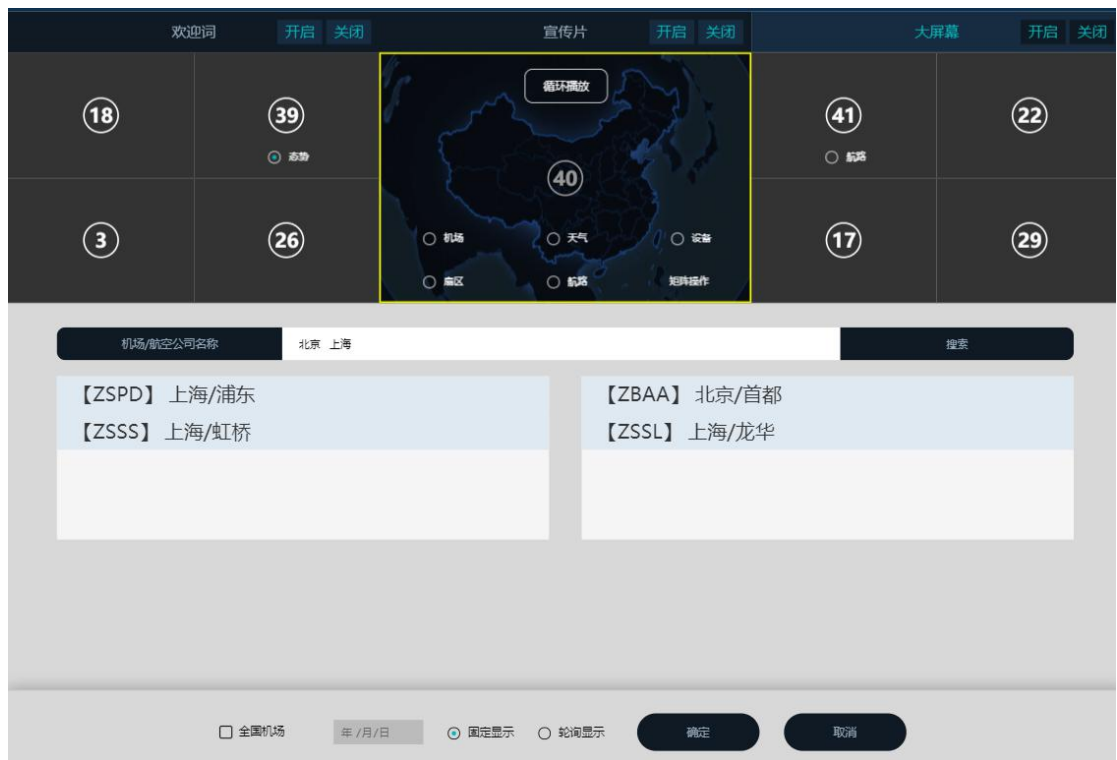 欢迎词 开启 关闭 宣传片 开启 关闭 大屏幕 开启 关闭
循环播放
18 39 41 22
态势 航路
40
3 26 17 29
机场 天气 设备
扇区 航路 矩阵操作
机场/航空公司名称 北京 上海 搜索
【ZSPD】 上海/浦东 【ZBAA】 北京/首都
【ZSSS】 上海/虹桥 【ZSSL】 上海/龙华
全国机场 年 /月/日 固定显示 轮询显示 确定 取消